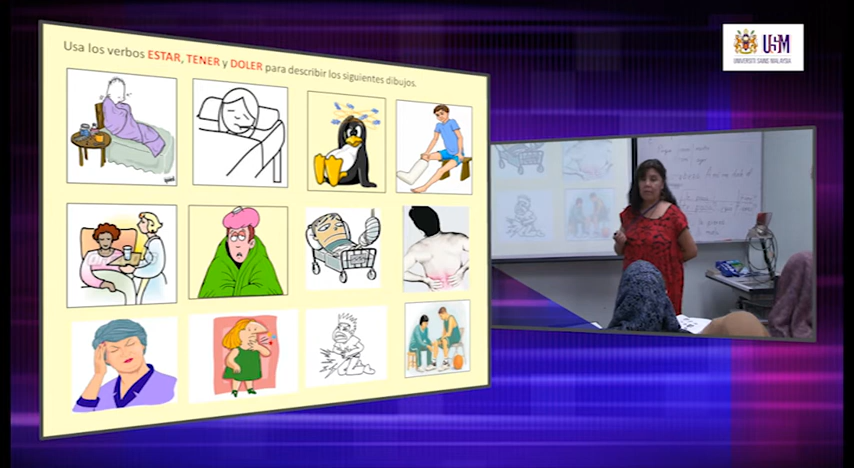 Usa los verbos ESTAR, TENER y DOLER para describir los siguientes dibujos.
USM
UNIVERSITI SAINS MALAYSIA